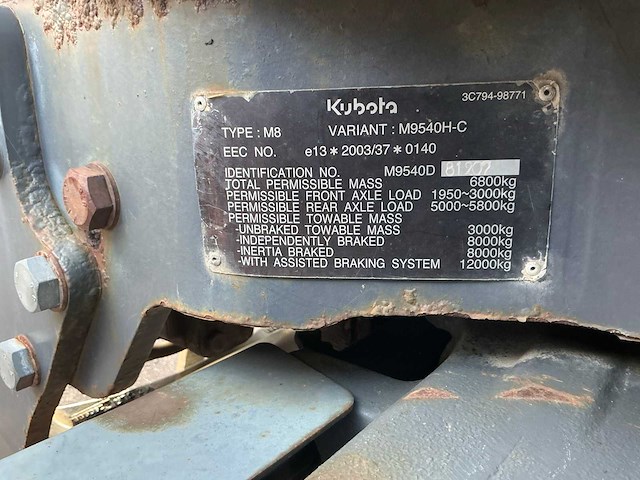 Kubota
3C794-98771
TYPE : M8 VARIANT : M9540H-C
EEC NO. e13*2003/37*0140
IDENTIFICATION NO. M9540D
TOTAL PERMISSIBLE MASS 6800kg
PERMISSIBLE FRONT AXLE LOAD 1950~3000kg
PERMISSIBLE REAR AXLE LOAD 5000~5800kg
PERMISSIBLE TOWABLE MASS
-UNBRAKED TOWABLE MASS 3000kg
-INDEPENDENTLY BRAKED 8000kg
-INERTIA BRAKED 8000kg
-WITH ASSISTED BRAKING SYSTEM 12000kg